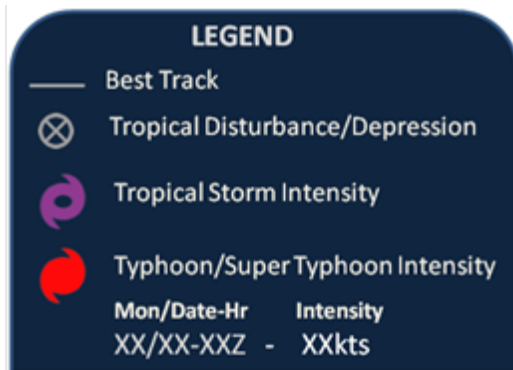 LEGEND
Best Track
Tropical Disturbance/Depression
Tropical Storm Intensity
Typhoon/Super Typhoon Intensity
Mon/Date-Hr Intensity
XX/XX-XXZ - XXkts